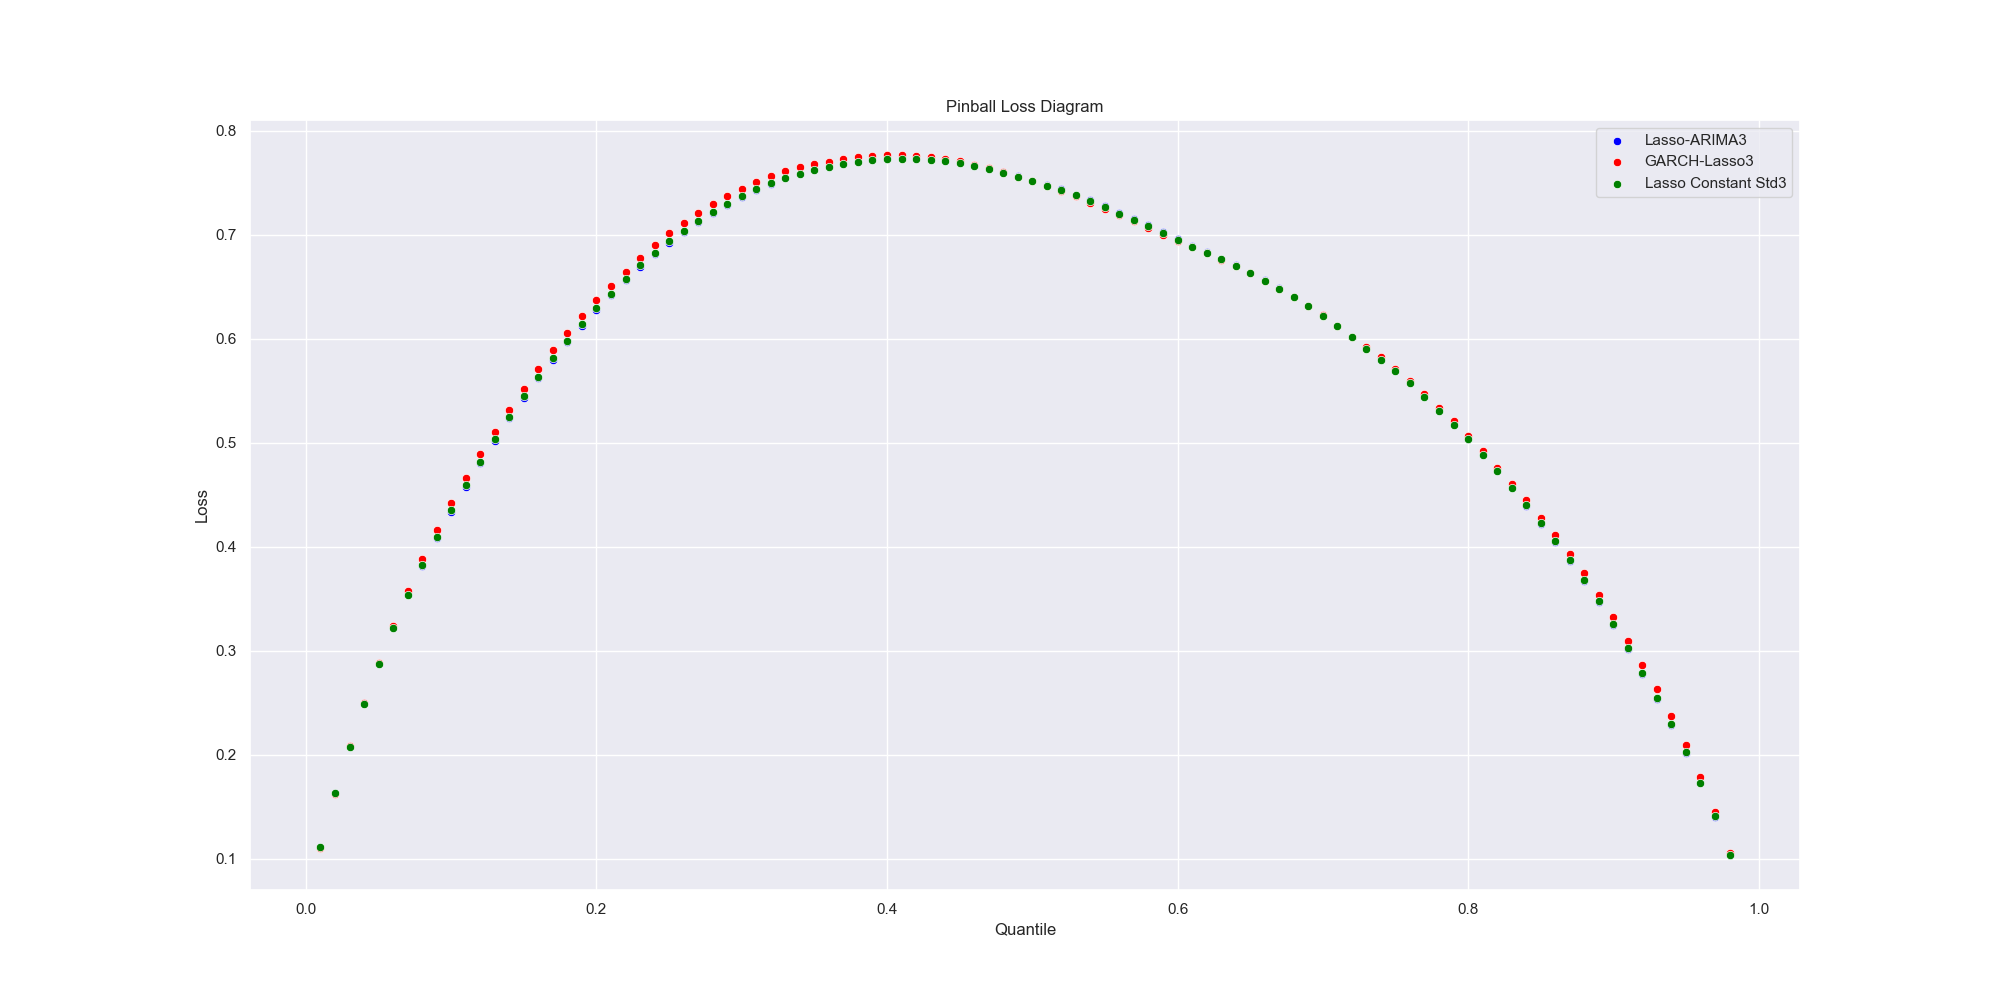 Pinball Loss Diagram
0.8
0.7
0.6
0.5
0.4
0.3
0.2
0.1
Loss
Lasso-ARIMA3
GARCH-Lasso3
Lasso Constant Std3
0.0 0.2 0.4 0.6 0.8 1.0
Quantile